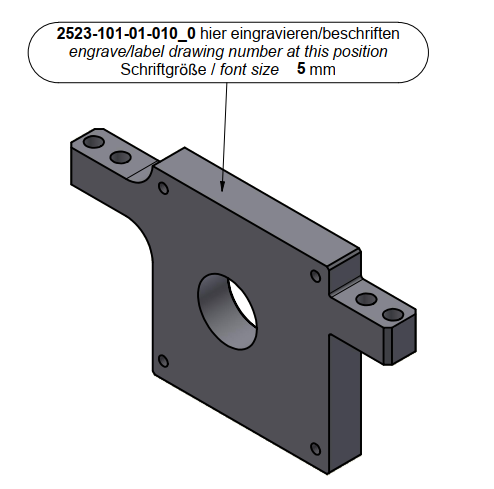 2523-101-01-010_0 hier eingravieren/beschriften
engrave/label drawing number at this position
Schriftgröße / font size 5 mm